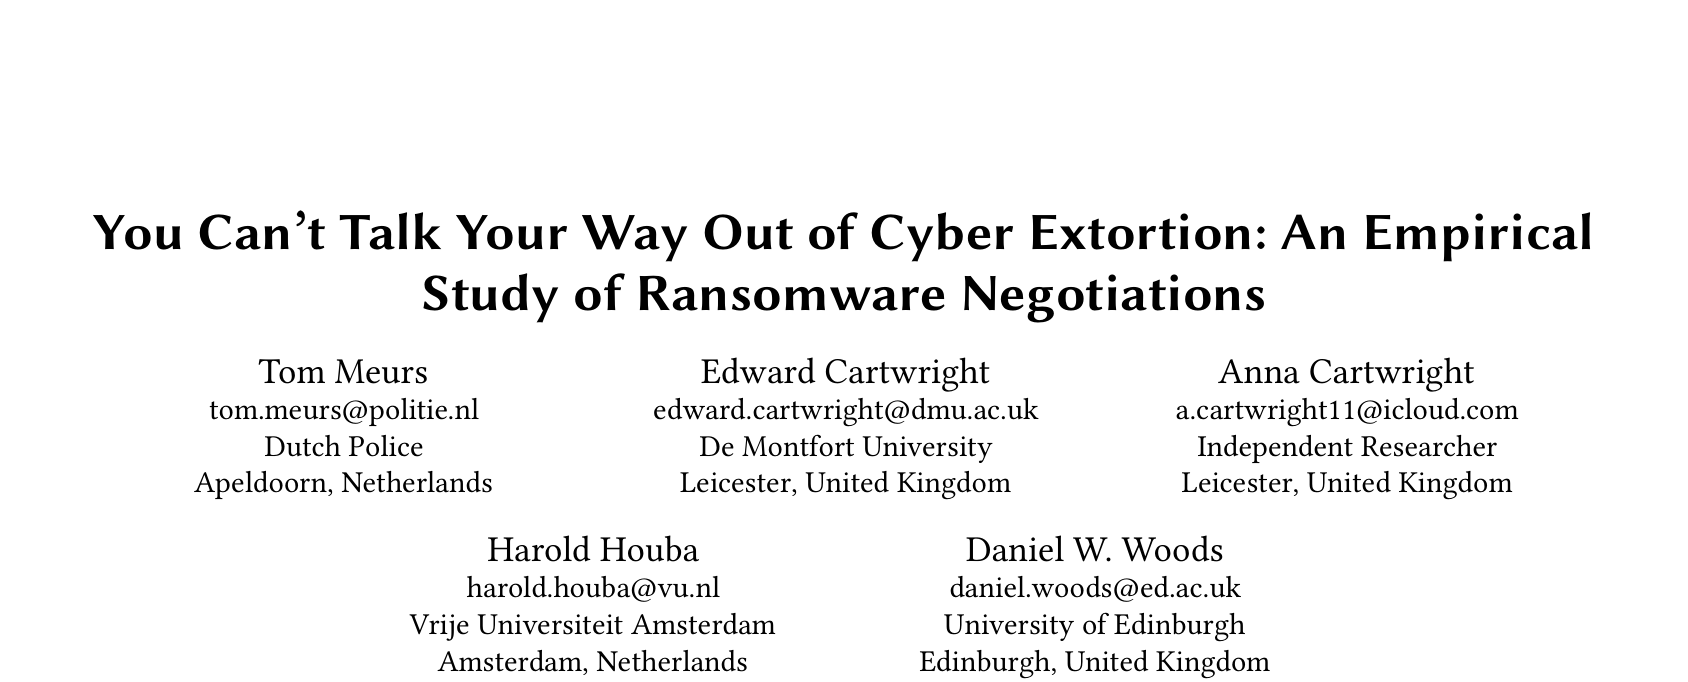 You Can’t Talk Your Way Out of Cyber Extortion: An Empirical
Study of Ransomware Negotiations
Tom Meurs
tom.meurs@politie.nl
Dutch Police
Apeldoorn, Netherlands
Edward Cartwright
edward.cartwright@dmu.ac.uk
De Montfort University
Leicester, United Kingdom
Anna Cartwright
a.cartwright11@icloud.com
Independent Researcher
Leicester, United Kingdom
Harold Houba
harold.houba@vu.nl
Vrije Universiteit Amsterdam
Amsterdam, Netherlands
Daniel W. Woods
daniel.woods@ed.ac.uk
University of Edinburgh
Edinburgh, United Kingdom